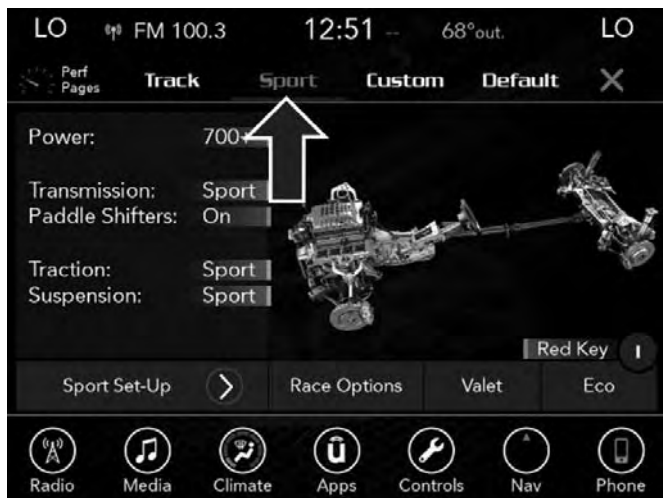 LO FM 100.3 12:51 -- 68°out. LO
Perf
Pages
Track Sport Custom Default
Power: 700+
Transmission: Sport
Paddle Shifters: On
Traction: Sport
Suspension: Sport
Red Key
Sport Set-Up Race Options Valet Eco
Radio Media Climate Apps Controls Nav Phone